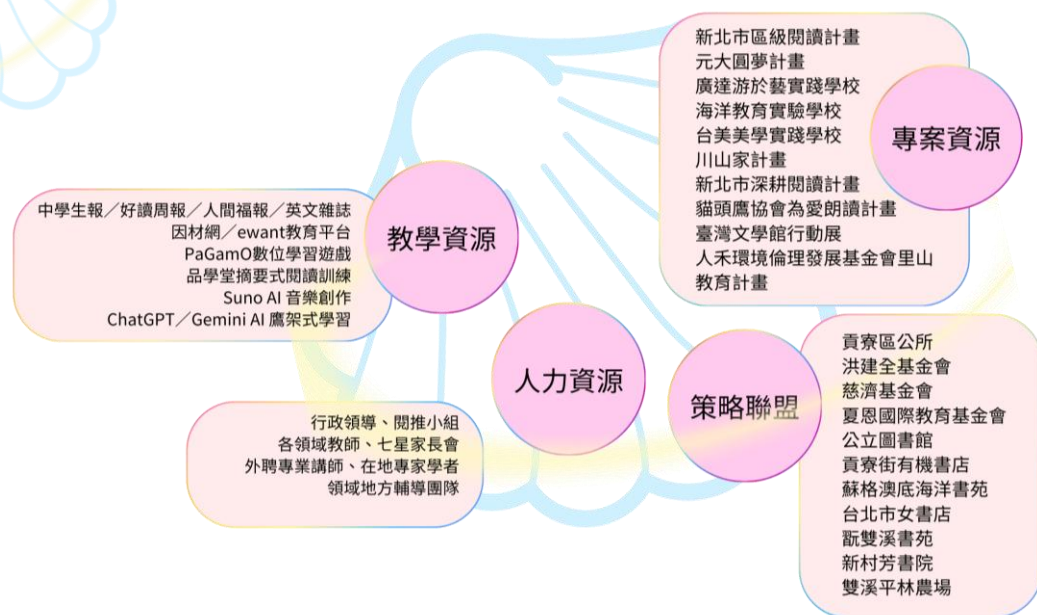 教學資源
中學生報／好讀周報／人間福報／英文雜誌
因材網／ewant教育平台
PaGamO數位學習遊戲
品學堂摘要式閱讀訓練
Suno AI 音樂創作
ChatGPT／Gemini AI 鷹架式學習
人力資源
行政領導、閱推小組
各領域教師、七星家長會
外聘專業講師、在地專家學者
領域地方輔導團隊
專案資源
新北市區級閱讀計畫
元大圓夢計畫
廣達游於藝實踐學校
海洋教育實驗學校
台美美學實踐學校
川山家計畫
新北市深耕閱讀計畫
貓頭鷹協會為愛朗讀計畫
臺灣文學館行動展
人禾環境倫理發展基金會里山
教育計畫
策略聯盟
貢寮區公所
洪建全基金會
慈濟基金會
夏恩國際教育基金會
公立圖書館
貢寮街有機書店
蘇格澳底海洋書苑
台北市女書店
翫雙溪書苑
新村芳書院
雙溪平林農場